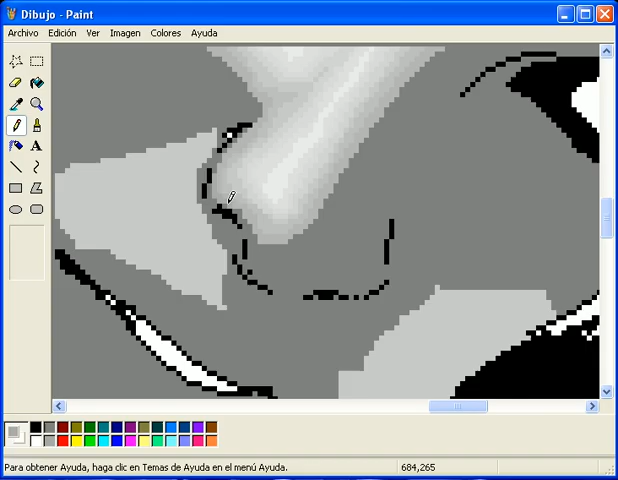 Dibujo - Paint
Archivo Edición Ver Imagen Colores Ayuda
A
Para obtener Ayuda, haga clic en Temas de Ayuda en el menú Ayuda. 684,265